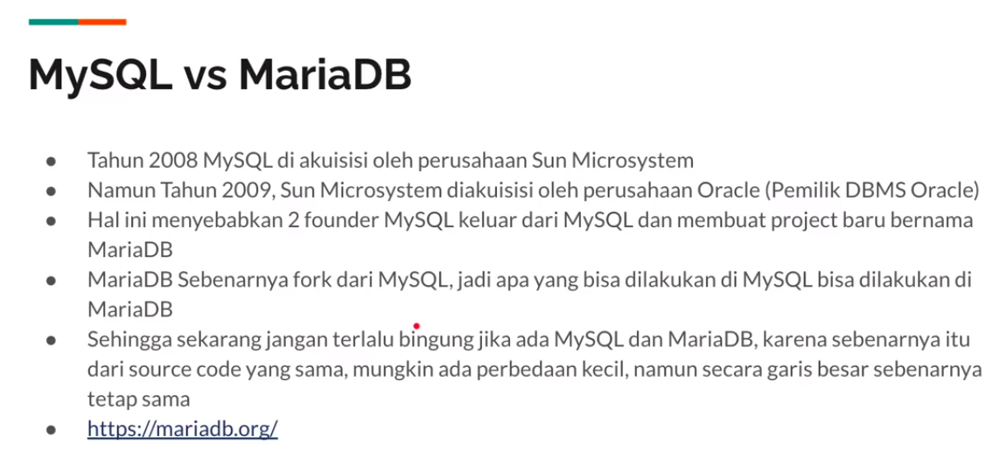 MySQL vs MariaDB
● Tahun 2008 MySQL di akuisisi oleh perusahaan Sun Microsystem
● Namun Tahun 2009, Sun Microsystem diakuisisi oleh perusahaan Oracle (Pemilik DBMS Oracle)
● Hal ini menyebabkan 2 founder MySQL keluar dari MySQL dan membuat project baru bernama
MariaDB
● MariaDB Sebenarnya fork dari MySQL, jadi apa yang bisa dilakukan di MySQL bisa dilakukan di
MariaDB
● Sehingga sekarang jangan terlalu bingung jika ada MySQL dan MariaDB, karena sebenarnya itu
dari source code yang sama, mungkin ada perbedaan kecil, namun secara garis besar sebenarnya
tetap sama
● https://mariadb.org/